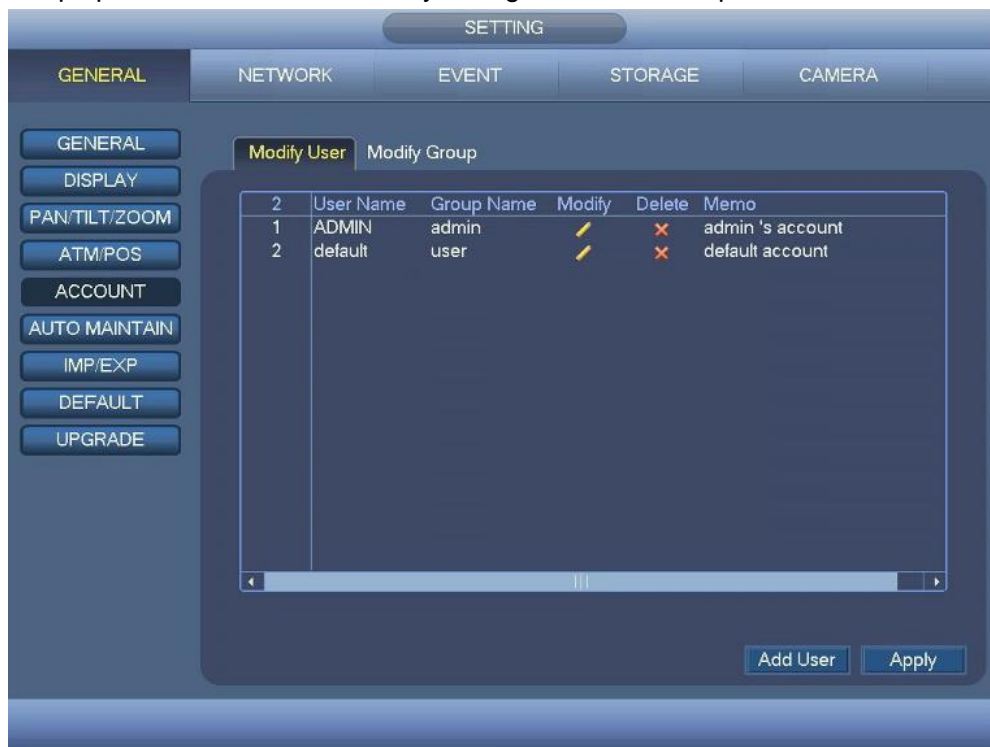 SETTING
GENERAL NETWORK EVENT STORAGE CAMERA
GENERAL
DISPLAY
PAN/TILT/ZOOM
ATM/POS
ACCOUNT
AUTO MAINTAIN
IMP/EXP
DEFAULT
UPGRADE
Modify User Modify Group
2 User Name Group Name Modify Delete Memo
1 ADMIN admin admin 's account
2 default user default account
Add User Apply